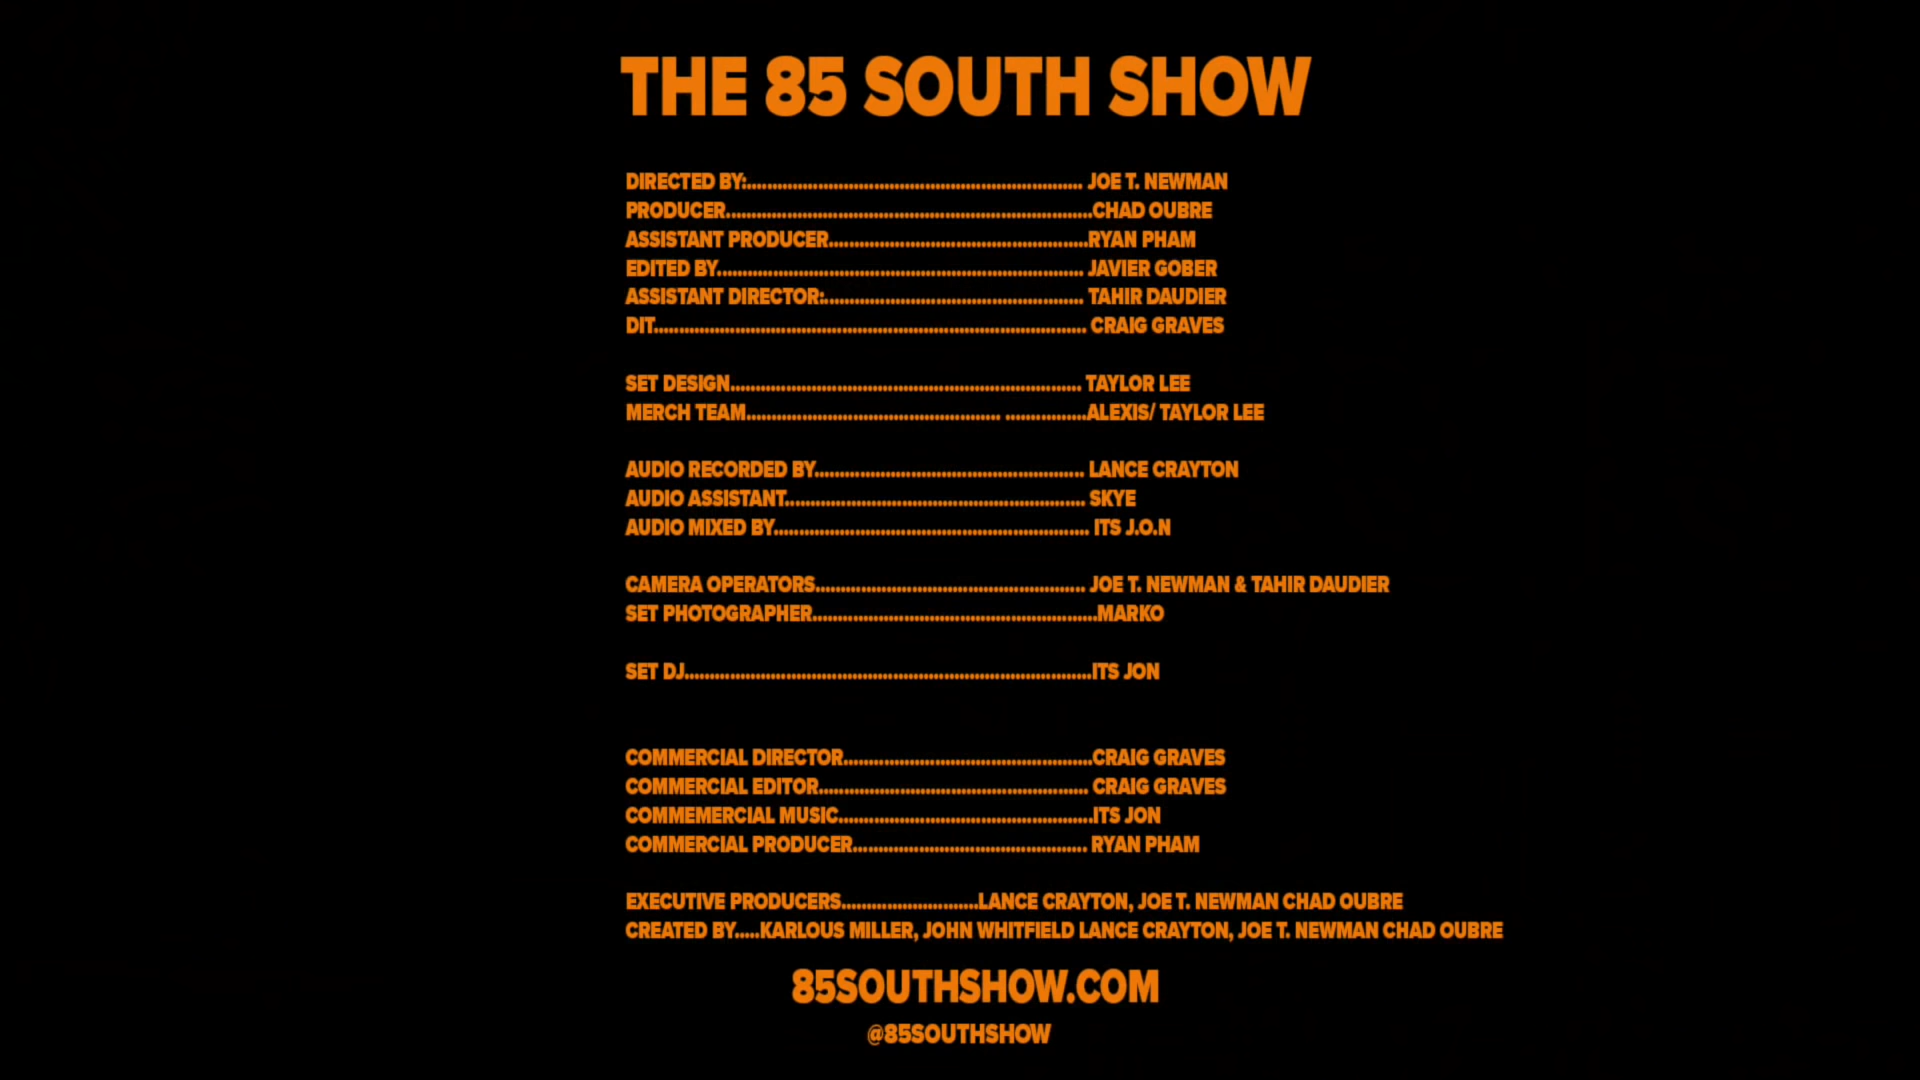 THE 85 SOUTH SHOW
DIRECTED BY:.................................................................. JOE T. NEWMAN
PRODUCER........................................................................CHAD OUBRE
ASSISTANT PRODUCER...................................................RYAN PHAM
EDITED BY........................................................................ JAVIER GOBER
ASSISTANT DIRECTOR:................................................... JAVIER DAUDIER
DIT..................................................................................... CRAIG GRAVES
SET DESIGN..................................................................... TAYLOR LEE
MERCH TEAM.................................................. ................ALEXIS/ TAYLOR LEE
AUDIO RECORDED BY..................................................... LANCE CRAYTON
AUDIO ASSISTANT........................................................... SKYE
AUDIO MIXED BY.............................................................. ITS J.O.N
CAMERA OPERATORS..................................................... JOE T. NEWMAN & TAHIR DAUDIER
SET PHOTOGRAPHER........................................................MARKO
SET DJ................................................................................ITS JON
COMMERCIAL DIRECTOR.................................................CRAIG GRAVES
COMMERCIAL EDITOR..................................................... CRAIG GRAVES
COMMEMERCIAL MUSIC..................................................ITS JON
COMMERCIAL PRODUCER.............................................. RYAN PHAM
EXECUTIVE PRODUCERS...........................LANCE CRAYTON, JOE T. NEWMAN CHAD OUBRE
CREATED BY.....KARLOUS MILLER, JOHN WHITFIELD LANCE CRAYTON, JOE T. NEWMAN CHAD OUBRE
85SOUTHSHOW.COM
@85SOUTHSHOW